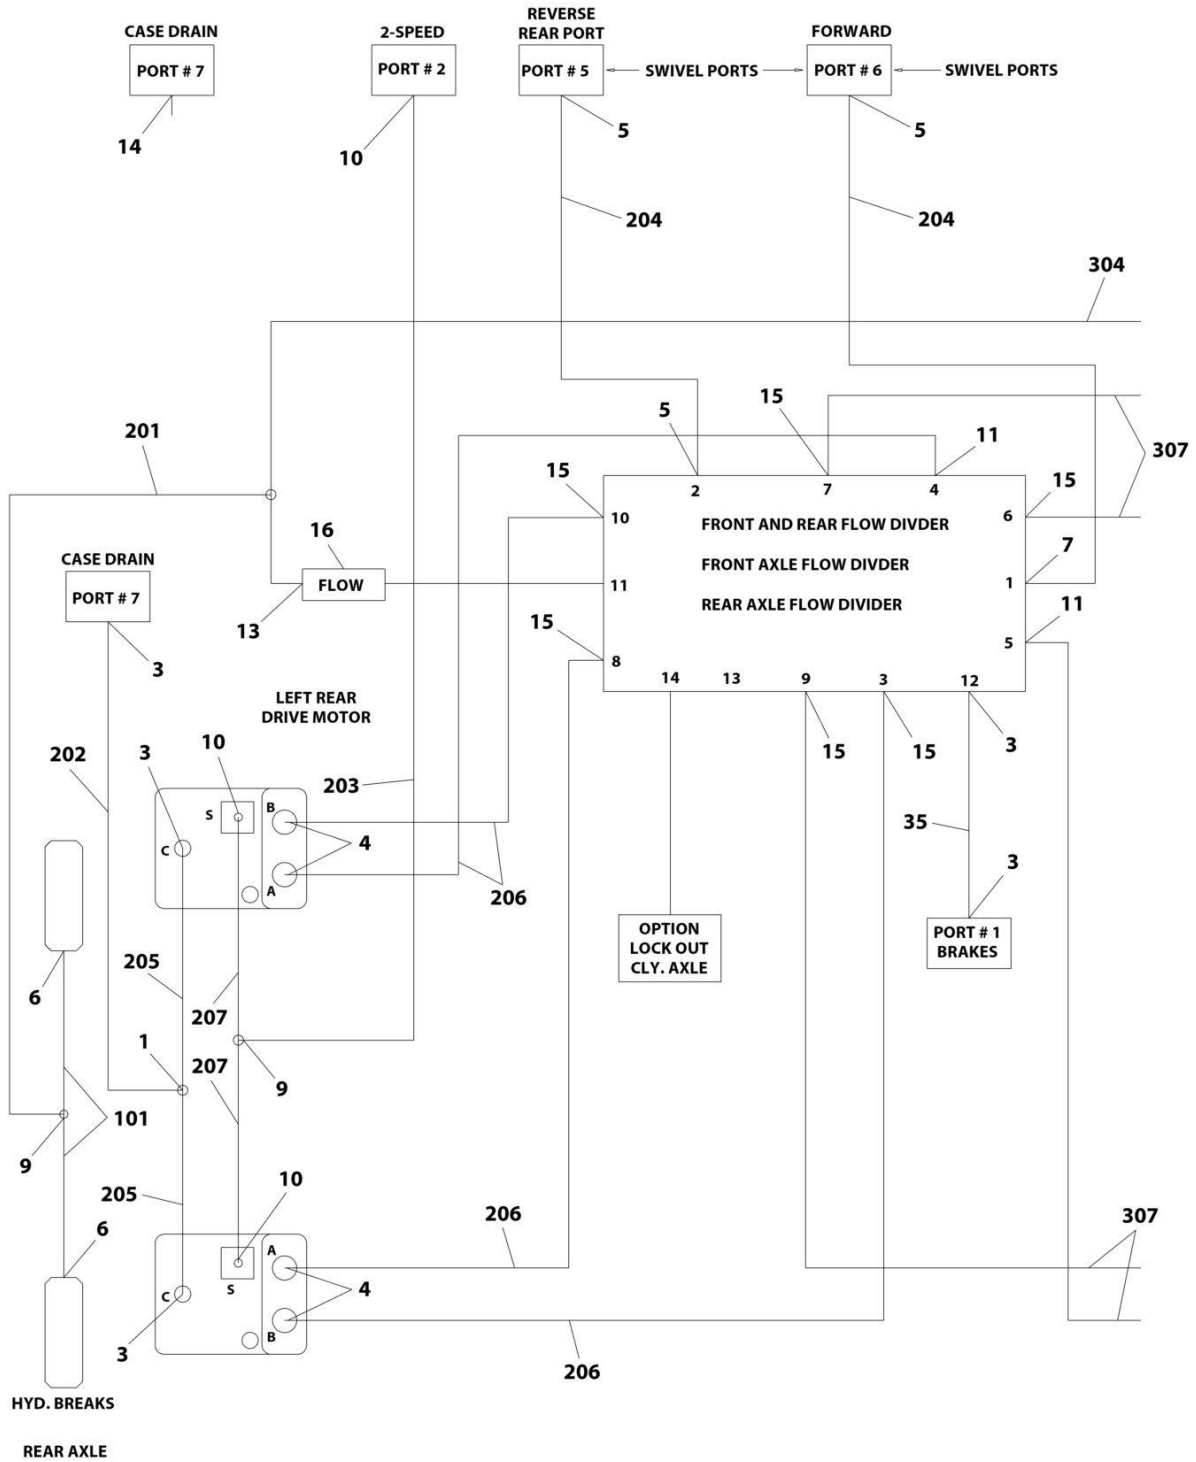 REVERSE
CASE DRAIN
2-SPEED
REAR PORT
FORWARD
PORT # 7
PORT # 2
PORT # 5
SWIVEL PORTS
PORT # 6
SWIVEL PORTS
14
10
5
5
204
204
304
15
5
11
307
201
15
15
2
7
4
10
6
FRONT AND REAR FLOW DIVDER
16
7
CASE DRAIN
FRONT AXLE FLOW DIVDER
FLOW
11
1
PORT # 7
REAR AXLE FLOW DIVIDER
11
13
15
5
3
8
14
13
9
3
12
LEFT REAR
DRIVE MOTOR
10
15
15
3
3
202
203
B
S
35
4
C
3
A
206
OPTION
LOCK OUT
CLY. AXLE
PORT # 1
BRAKES
205
6
207
1
207
9
101
9
10
205
206
307
6
A
S
4
C
B
3
206
HYD. BREAKS
REAR AXLE